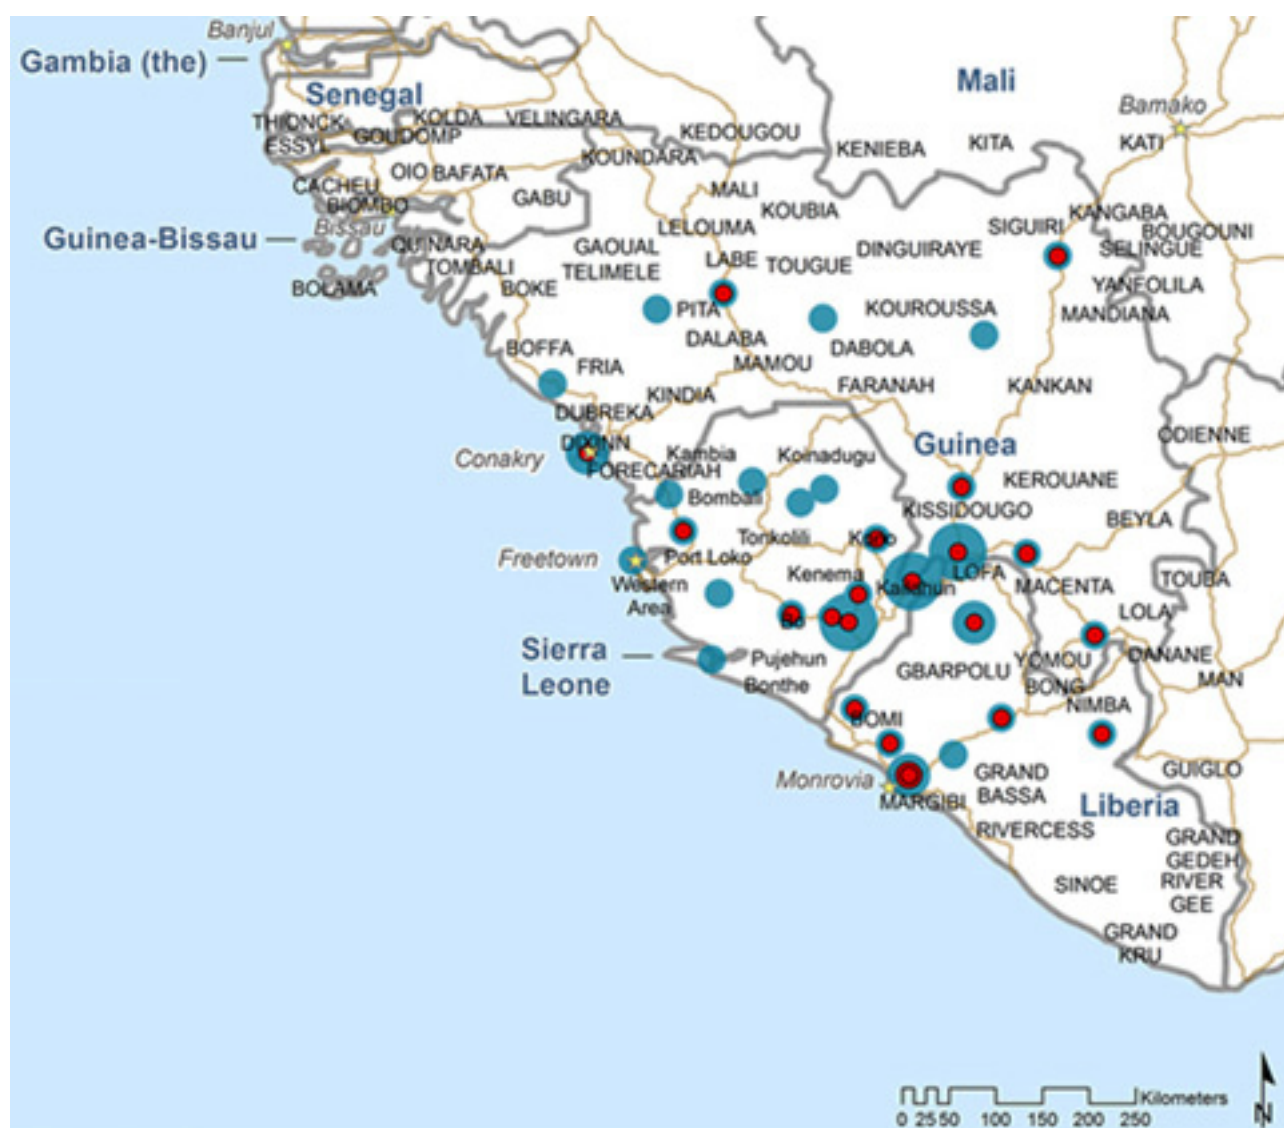 Banjul
Gambia (the)
Mali
Senegal
Bamako
THIONCK
KOLDA
VELINGARA
ESSYL
GOUDOMP
KEDOUGOU
KENIEBA
KITA
KATI
KOUNDARA
OIO
BAFATA
CACHEU
MALI
GABU
BIOMBO
KOUBIA
KANGABA
Bissau
LELOUMA
SIGUIRI
BOUGOUNI
Guinea-Bissau
QUINARA
GAOUAL
DINGUIRAYE
SELINGUE
TOMBALI
TELIMELE
LABE
TOUGUE
BOLAMA
BOKE
YANFOLILA
PITA
KOUROUSSA
MANDIANA
BOFFA
DALABA
DABOLA
FRIA
MAMOU
KINDIA
FARANAH
KANKAN
DUBREKA
DIXINN
Guinea
ODIENNE
Conakry
Kambia
Koinadugu
FORECARIAH
KEROUANE
Bombali
KISSIDOUGO
BEYLA
Tonkolili
Kono
Freetown
Port Loko
Kenema
LOFA
Western
Area
Kailahun
MACENTA
TOUBA
LOLA
Bo
Sierra
Leone
Pujehun
Bonthe
GBARPOLU
YOMOU
DANANE
BONG
MAN
NIMBA
BOMI
Monrovia
GRAND
BASSA
GUIGLO
MARGIBI
Liberia
RIVERCESS
GRAND
GEDEH
SINOE
RIVER
GEE
GRAND
KRU
Kilometers
0 25 50 100 150 200 250
N